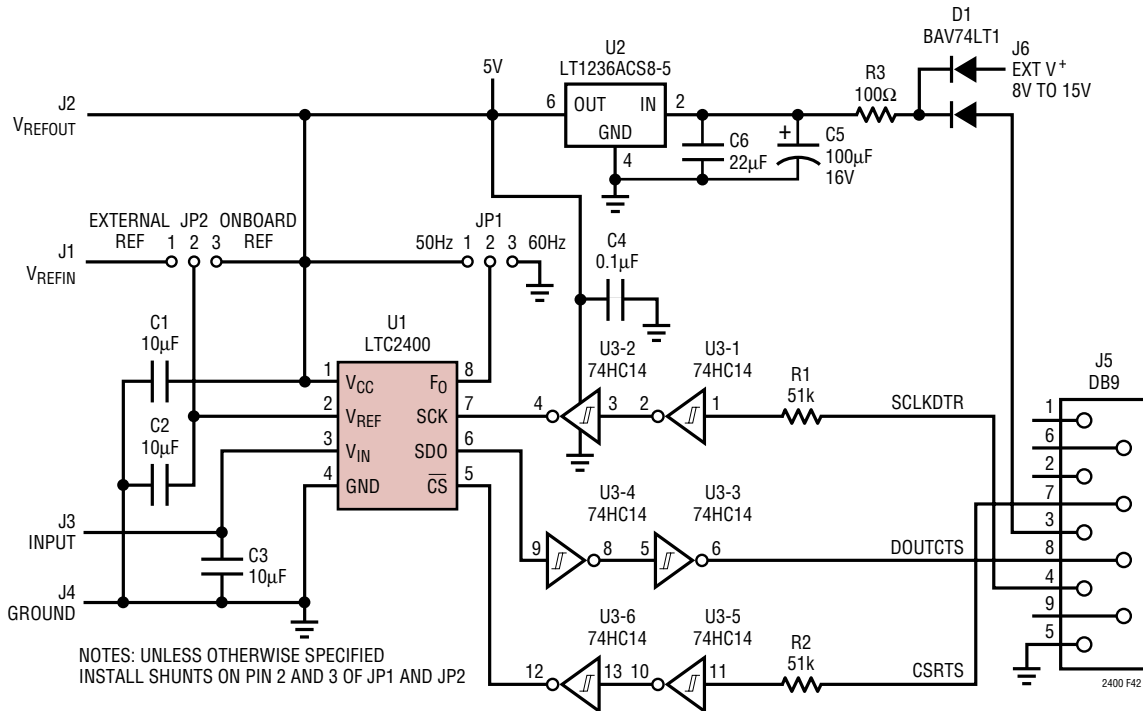 D1
BAV74LT1
J6
EXT V+
8V TO 15V
U2
LT1236ACS8-5
5V
R3
100Ω
J2
VREFOUT
6
OUT
IN
2
GND
4
C6
22µF
+
C5
100µF
16V
EXTERNAL REF
JP2
ONBOARD REF
1 2 3
J1
VREFIN
JP1
50Hz
1 2 3
60Hz
C4
0.1µF
C1
10µF
C2
10µF
U1
LTC2400
1
VCC
FO
8
2
VREF
SCK
7
3
VIN
SDO
6
4
GND
CS
5
U3-2
74HC14
4
3
U3-1
74HC14
2
1
R1
51k
SCLKDTR
J5
DB9
1
6
2
7
3
8
4
9
5
J3
INPUT
C3
10µF
J4
GROUND
U3-4
74HC14
9
8
U3-3
74HC14
5
6
DOUTCTS
U3-6
74HC14
12
13
U3-5
74HC14
10
11
R2
51k
CSRTS
NOTES: UNLESS OTHERWISE SPECIFIED
INSTALL SHUNTS ON PIN 2 AND 3 OF JP1 AND JP2
2400 F42